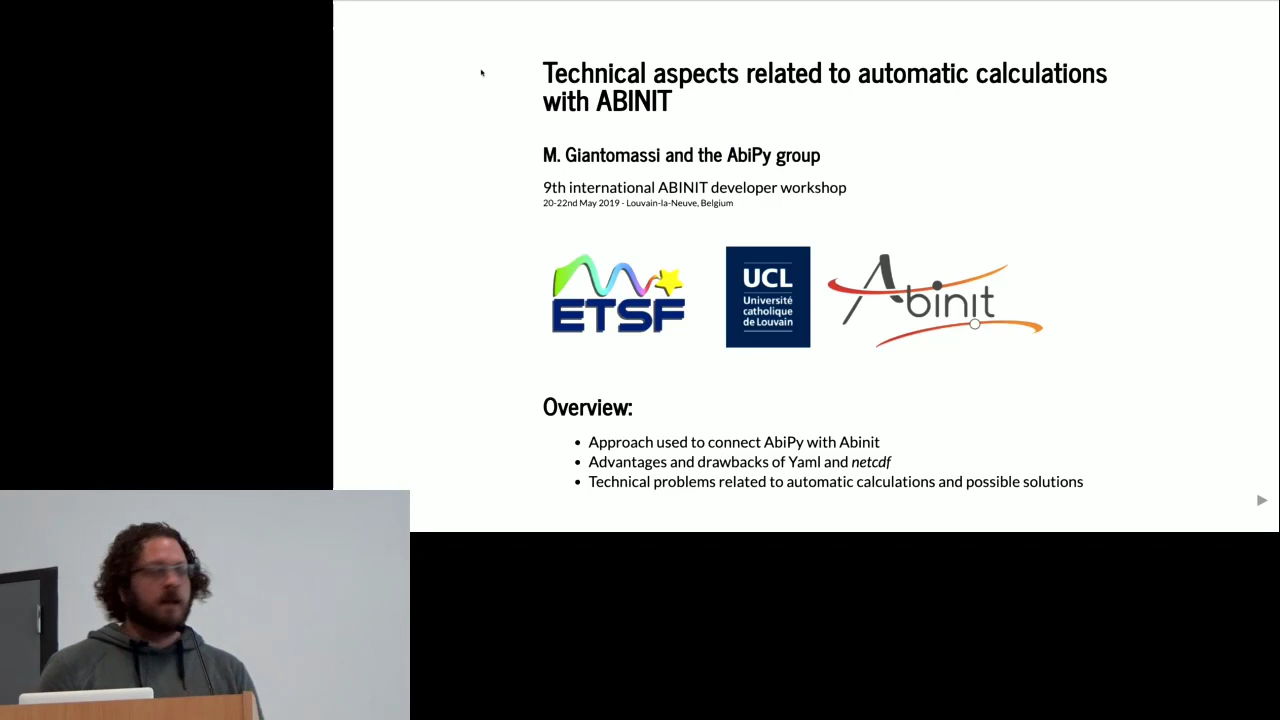 Technical aspects related to automatic calculations
with ABINIT
M. Giantomassi and the AbiPy group
9th international ABINIT developer workshop
20-22nd May 2019 - Louvain-la-Neuve, Belgium
ETSF
UCL
Université
catholique
de Louvain
Abinit
Overview:
• Approach used to connect AbiPy with Abinit
• Advantages and drawbacks of Yaml and netcdf
• Technical problems related to automatic calculations and possible solutions